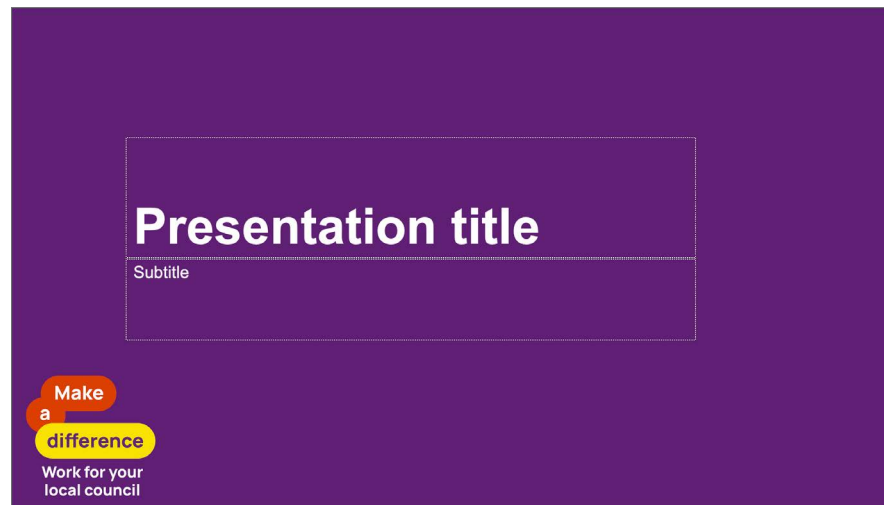 Presentation title
Subtitle
Make
a
difference
Work for your
local council